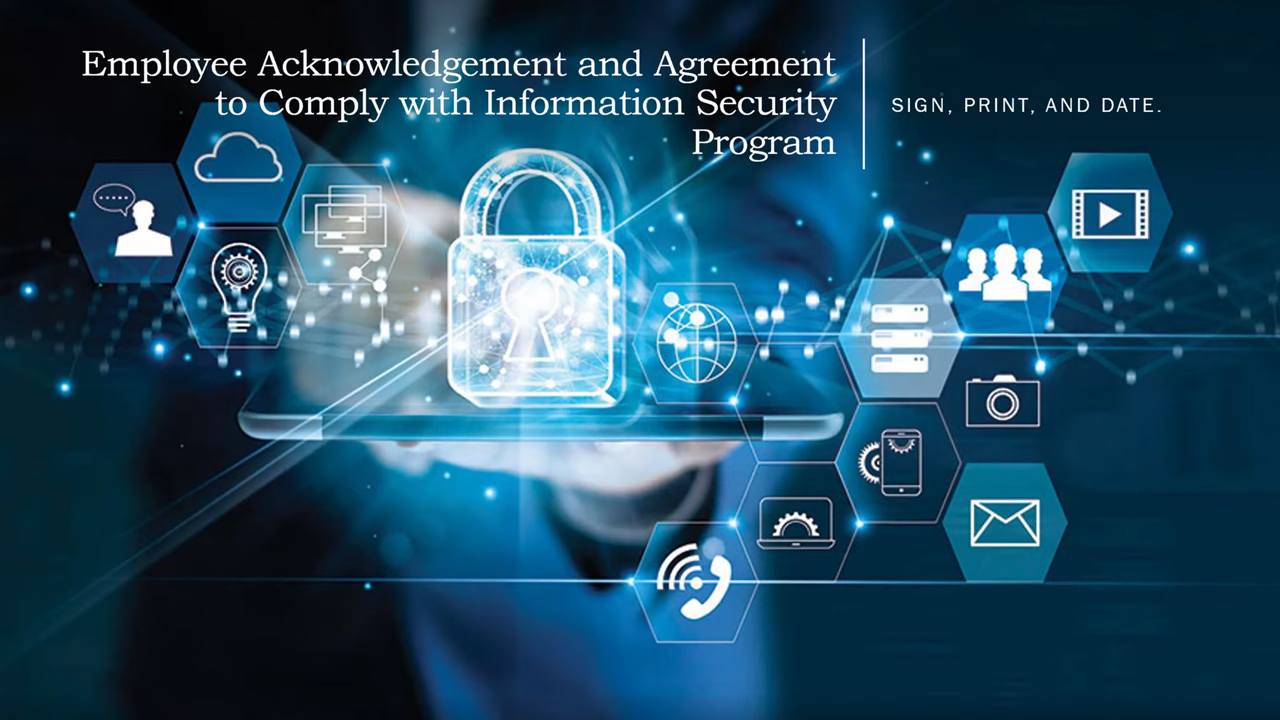 Employee Acknowledgement and Agreement
to Comply with Information Security
Program
SIGN, PRINT, AND DATE.